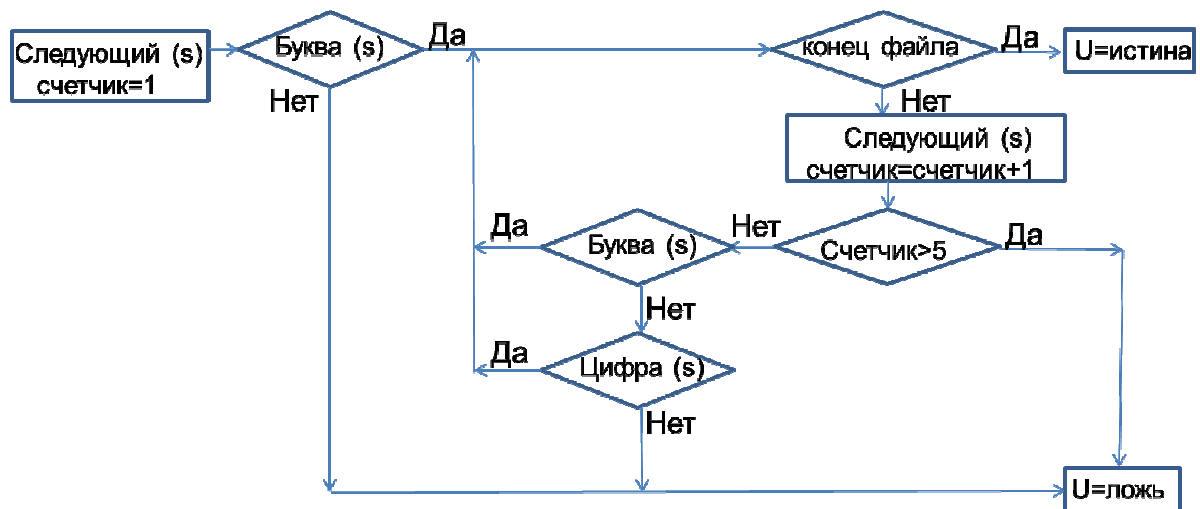 Следующий (s)
счетчик=1
Буква (s)
Да
Нет
конец файла
Да
U=истина
Нет
Следующий (s)
счетчик=счетчик+1
Счетчик>5
Да
Нет
Буква (s)
Да
Нет
Цифра (s)
Да
Нет
U=ложь